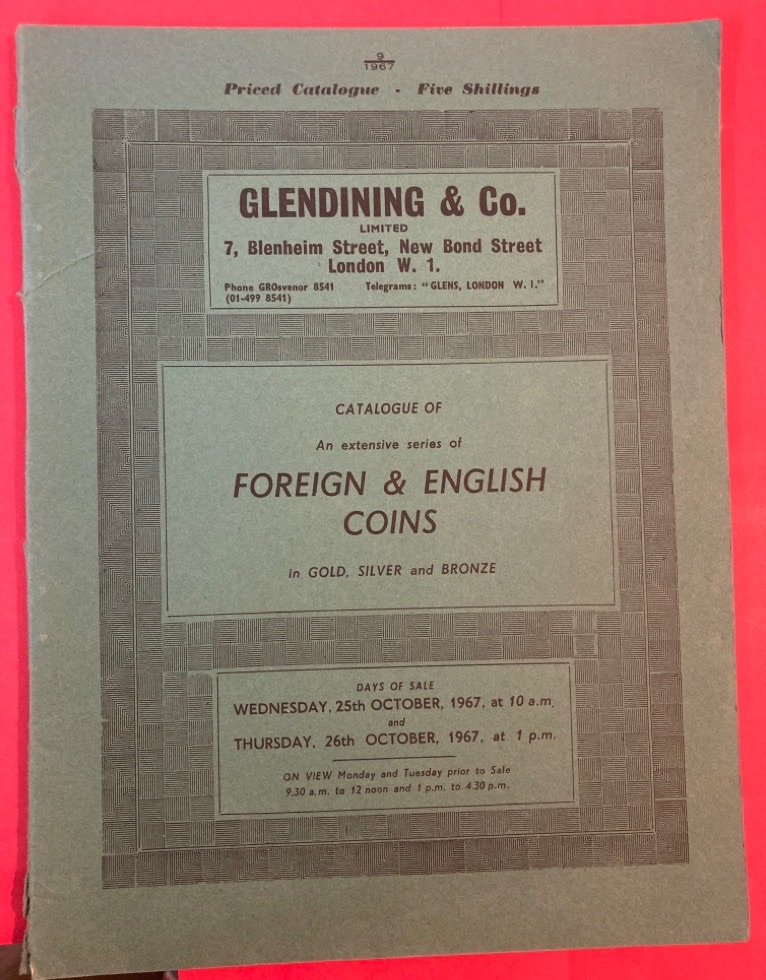 9
1967
Priced Catalogue - Five Shillings
GLENDINING & Co.
LIMITED
7, Blenheim Street, New Bond Street
London W. 1.
Phone GROsvenor 8541 Telegrams: "GLENS, LONDON W. 1."
(01-499 8541)
CATALOGUE OF
An extensive series of
FOREIGN & ENGLISH
COINS
in GOLD, SILVER and BRONZE
DAYS OF SALE
WEDNESDAY, 25th OCTOBER, 1967, at 10 a.m.
and
THURSDAY, 26th OCTOBER, 1967, at 1 p.m.
ON VIEW Monday and Tuesday prior to Sale
9.30 a.m. to 12 noon and 1 p.m. to 4.30 p.m.